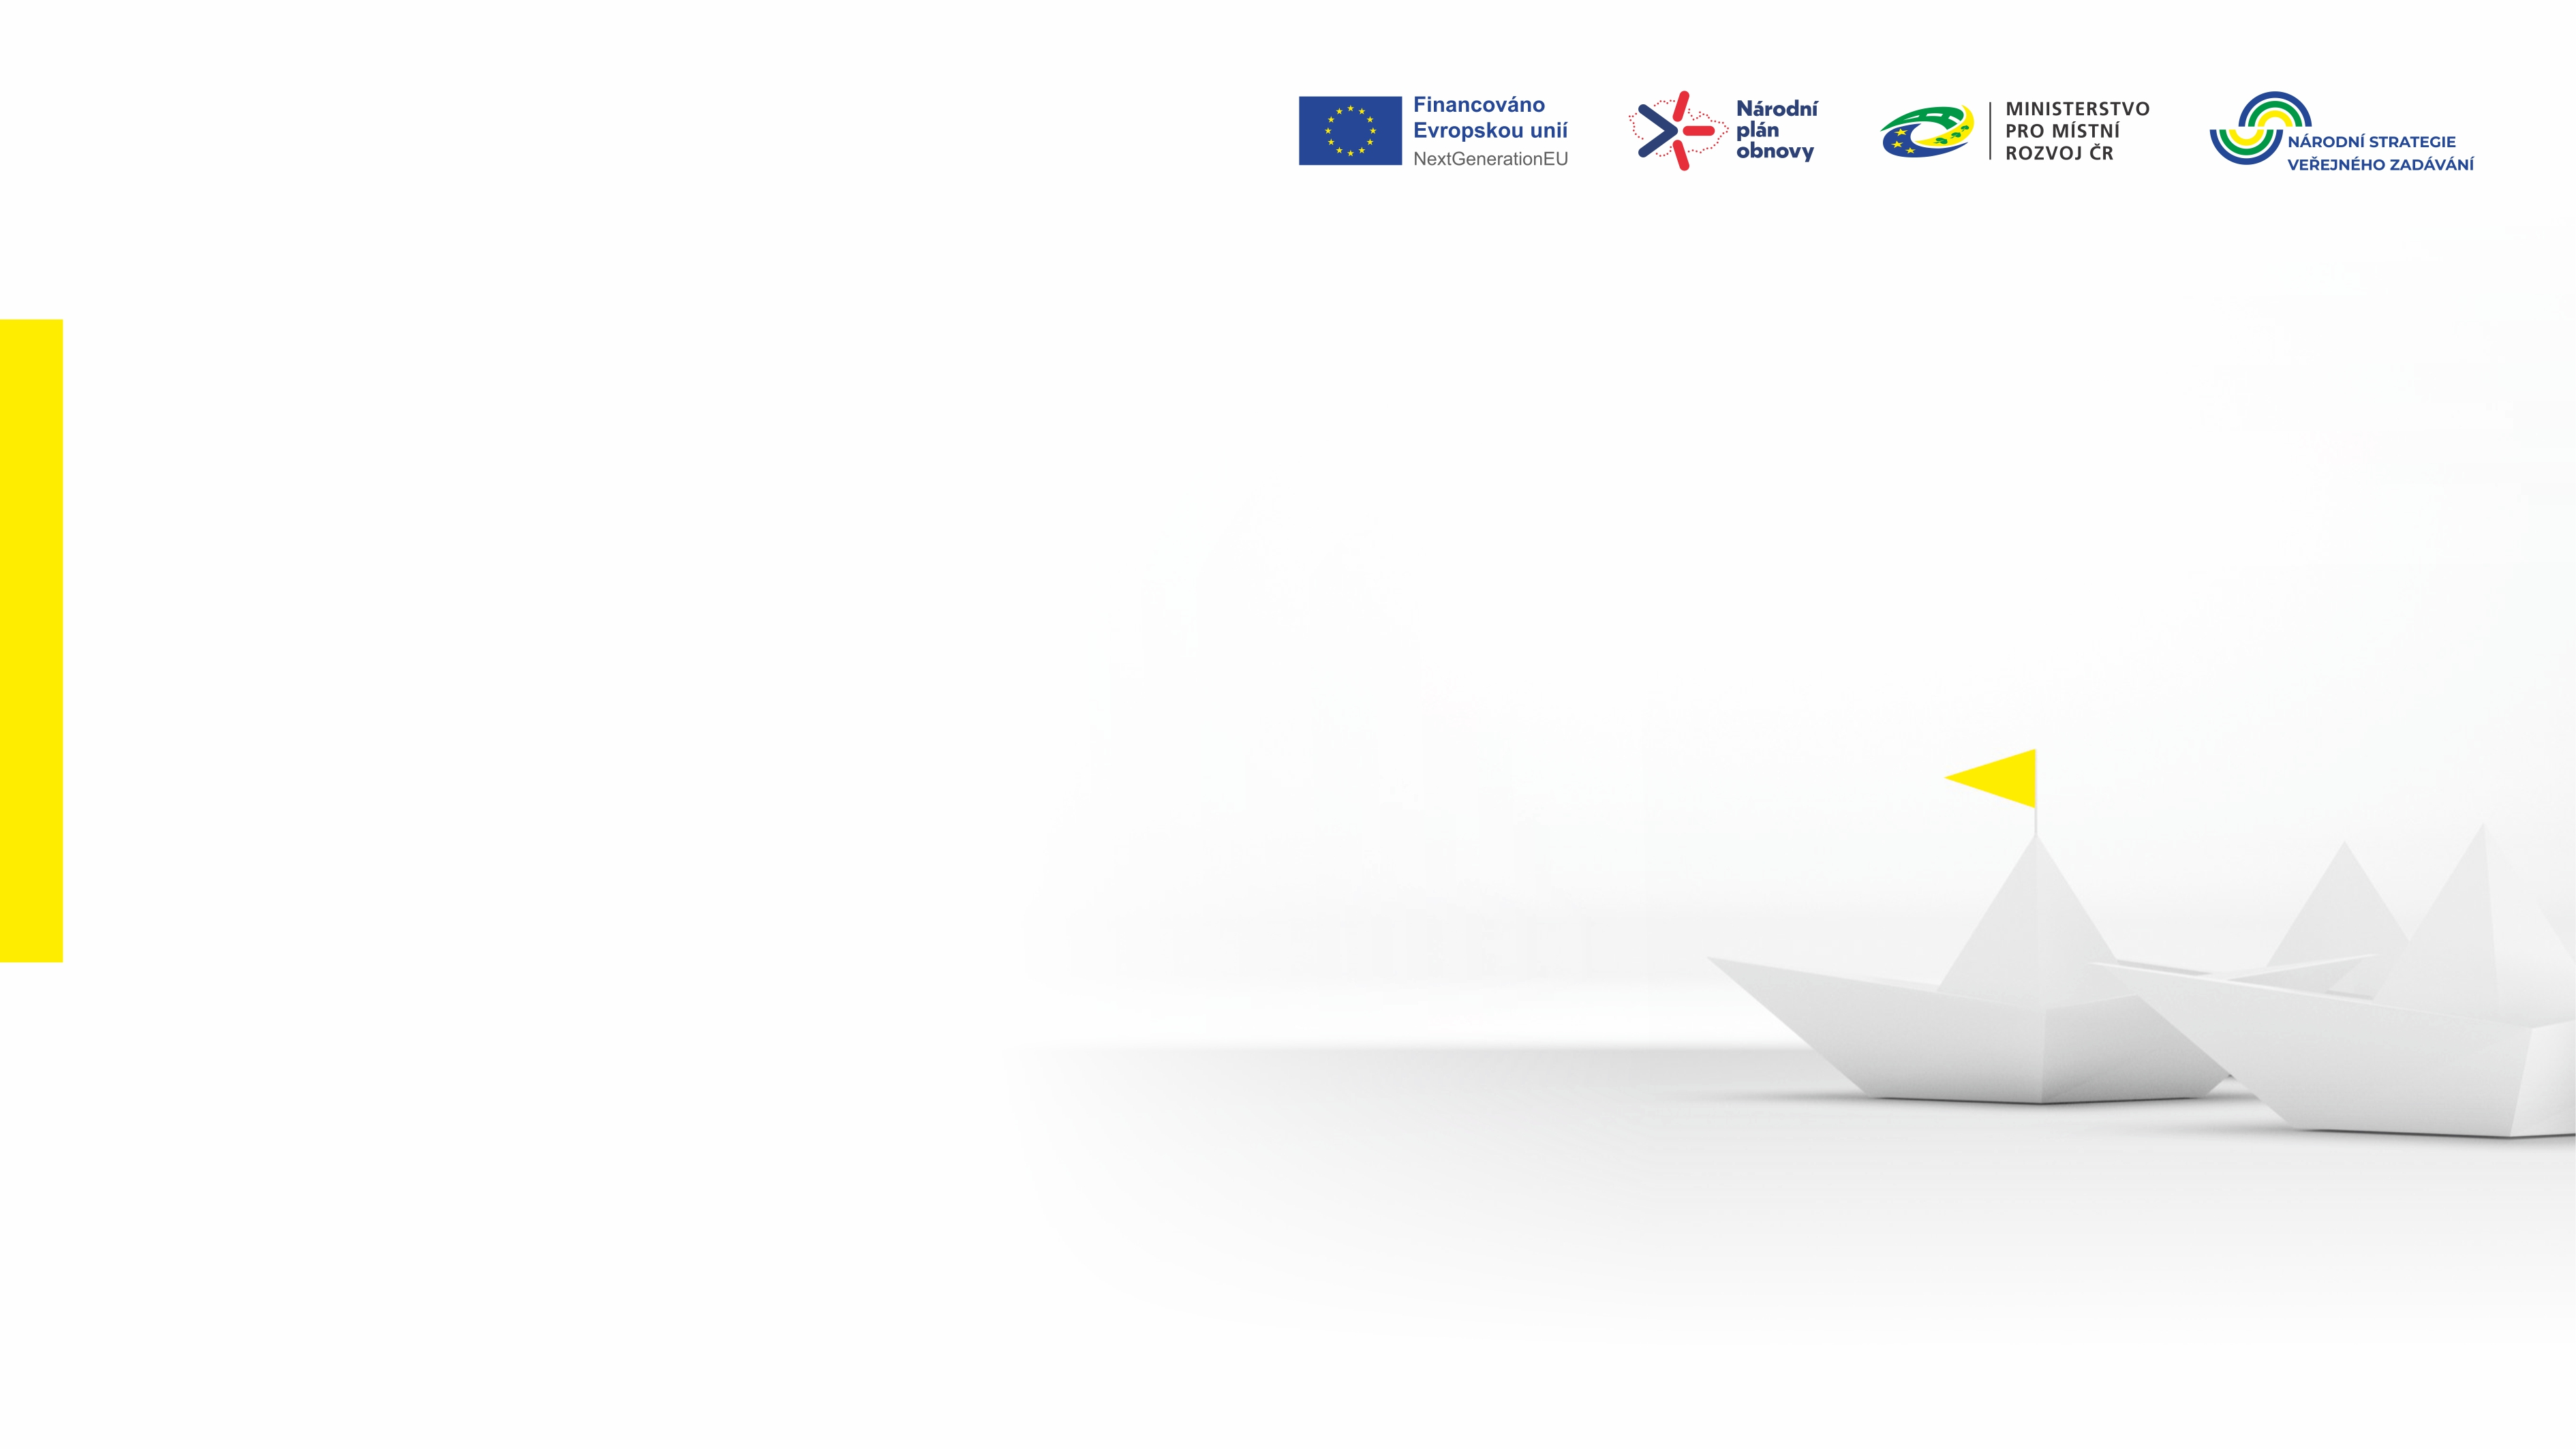 Financováno
Evropskou unií
NextGenerationEU
Národní
plán
obnovy
MINISTERSTVO
PRO MÍSTNÍ
ROZVOJ ČR
NÁRODNÍ STRATEGIE
VEŘEJNÉHO ZADÁVÁNÍ